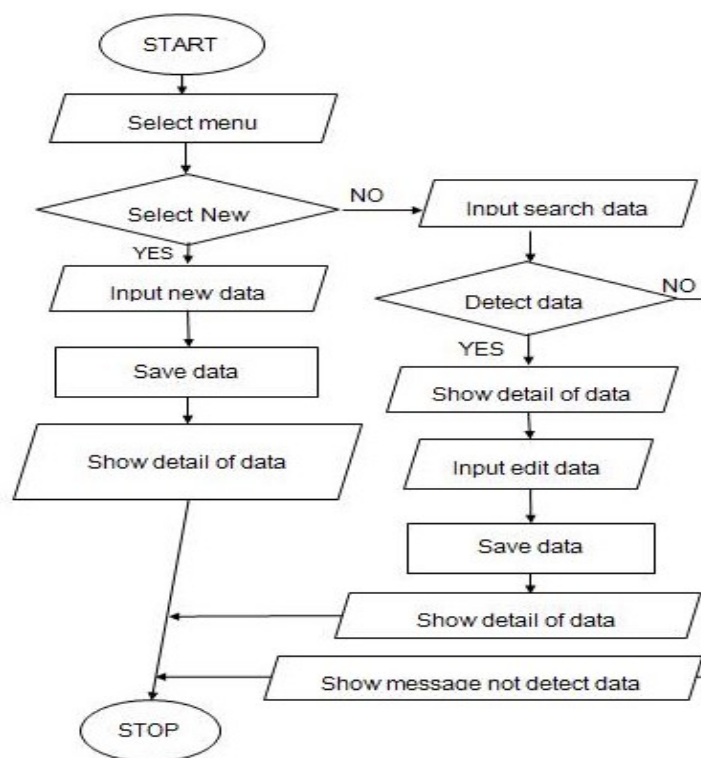 START
Select menu
Select New
NO
YES
Input new data
Save data
Show detail of data
Input search data
Detect data
NO
YES
Show detail of data
Input edit data
Save data
Show detail of data
Show message not detect data
STOP